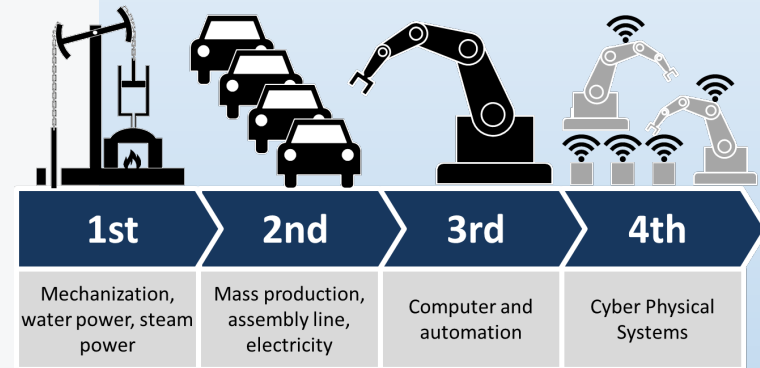 1st
2nd
3rd
4th
Mechanization,
water power, steam
power
Mass production,
assembly line,
electricity
Computer and
automation
Cyber Physical
Systems